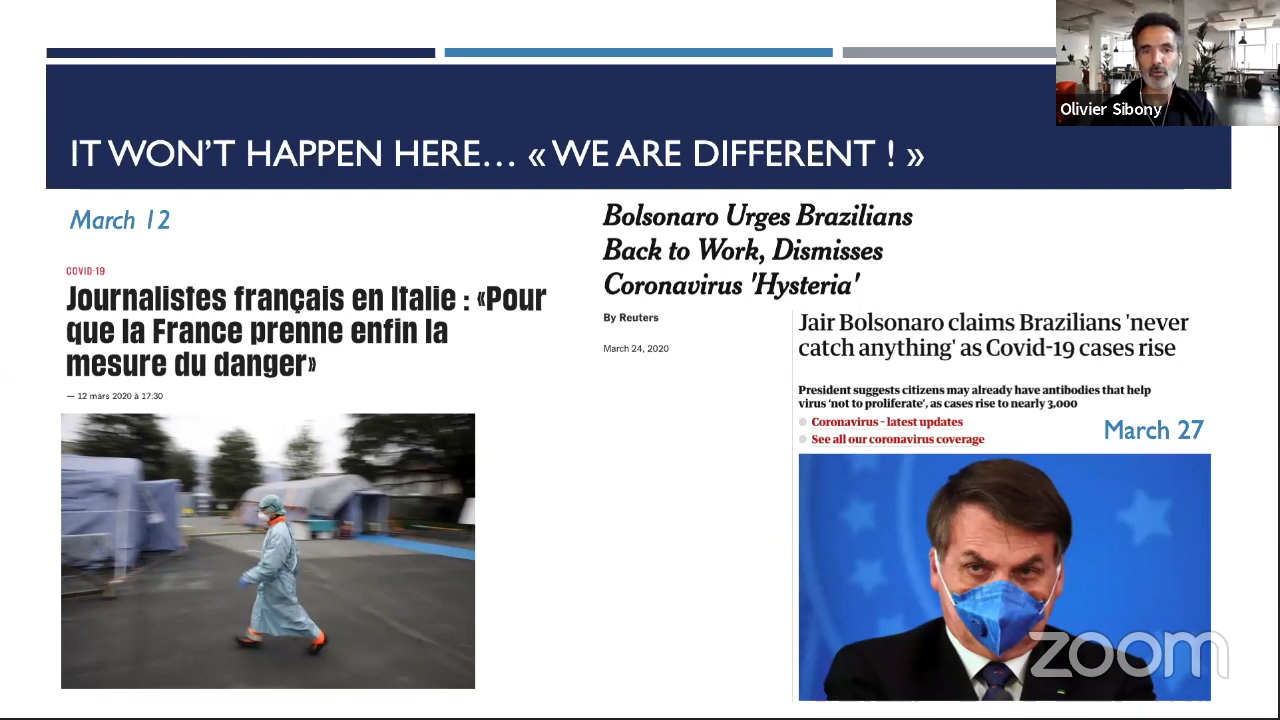 Olivier Sibony
IT WON’T HAPPEN HERE… « WE ARE DIFFERENT ! »
March 12
COVID-19
Journalistes français en Italie : «Pour
que la France prenne enfin la
mesure du danger»
— 12 mars 2020 à 17:30
Bolsonaro Urges Brazilians
Back to Work, Dismisses
Coronavirus 'Hysteria'
By Reuters
March 24, 2020
Jair Bolsonaro claims Brazilians 'never
catch anything' as Covid-19 cases rise
President suggests citizens may already have antibodies that help
virus ‘not to proliferate’, as cases rise to nearly 3,000
Coronavirus - latest updates
See all our coronavirus coverage
March 27
zoom